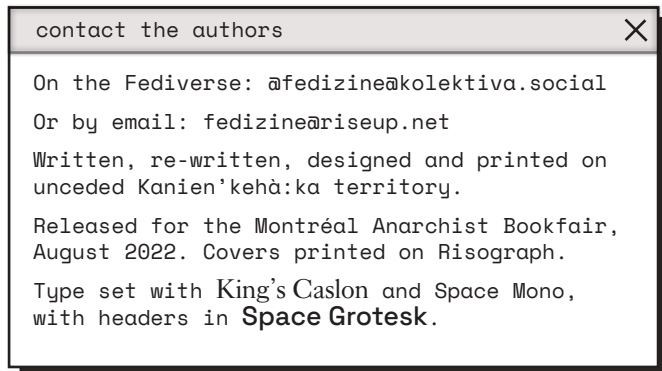 contact the authors
On the Fediverse: @fedizine@kolektiva.social
Or by email: fedizine@riseup.net
Written, re-written, designed and printed on
unceded Kanien'kehà:ka territory.
Released for the Montréal Anarchist Bookfair,
August 2022. Covers printed on Risograph.
Type set with King's Caslon and Space Mono,
with headers in Space Grotesk.